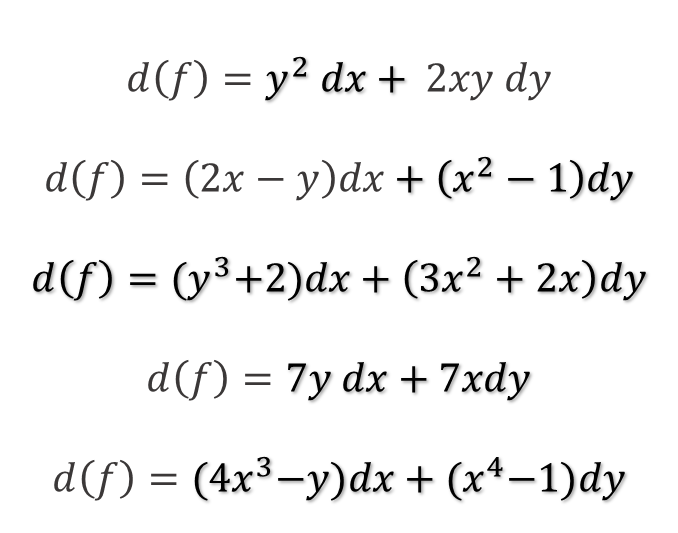 d(f) = y² dx + 2xy dy
d(f) = (2x − y)dx + (x² − 1)dy
d(f) = (y³+2)dx + (3x² + 2x)dy
d(f) = 7y dx + 7xdy
d(f) = (4x³−y)dx + (x⁴−1)dy